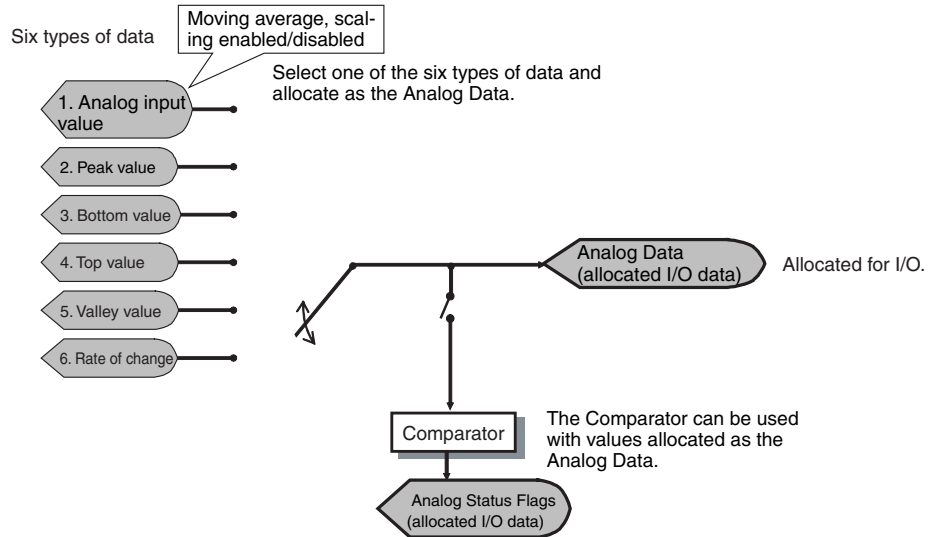 Six types of data
Moving average, scal-
ing enabled/disabled
Select one of the six types of data and
allocate as the Analog Data.
1. Analog input
value
2. Peak value
3. Bottom value
4. Top value
5. Valley value
6. Rate of change
Analog Data
(allocated I/O data)
Allocated for I/O.
Comparator
The Comparator can be used
with values allocated as the
Analog Data.
Analog Status Flags
(allocated I/O data)